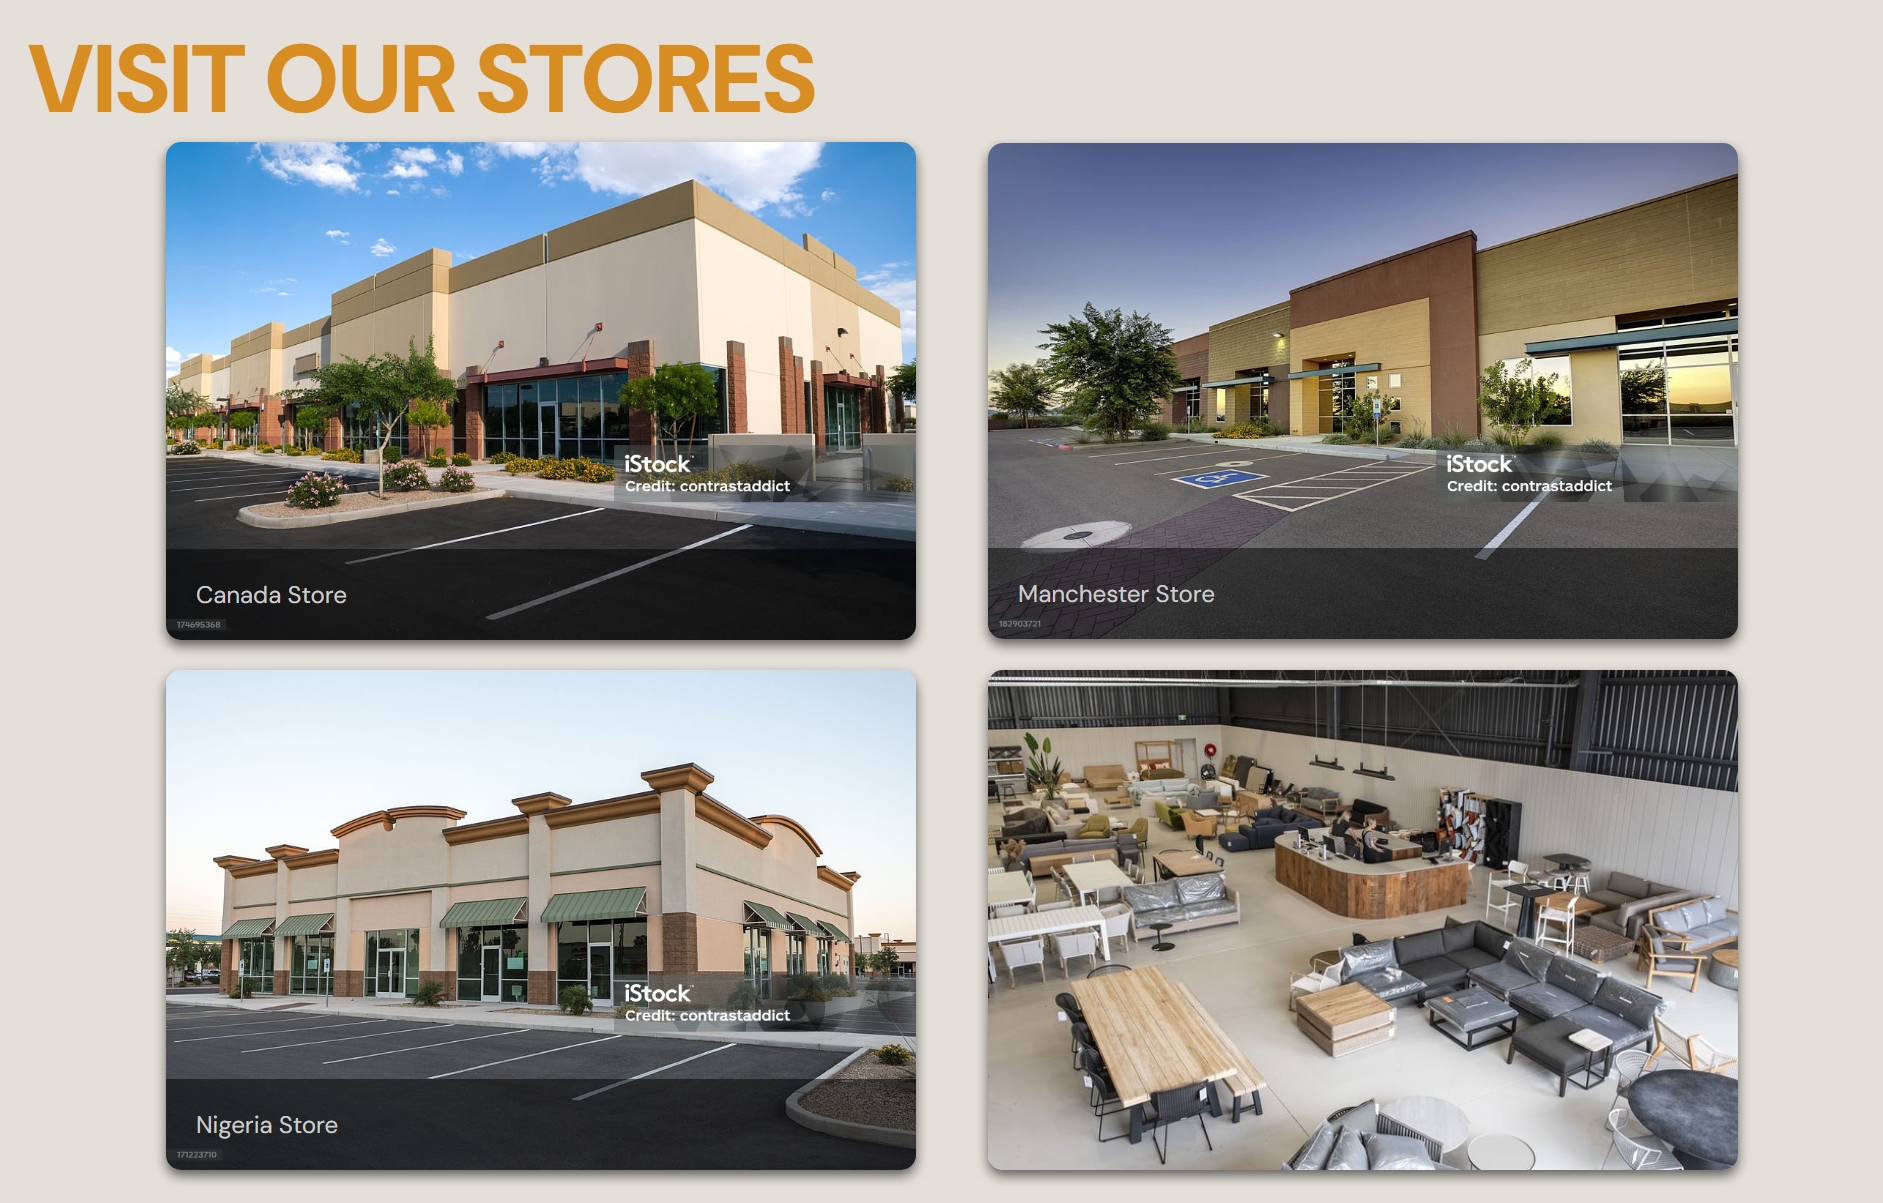 VISIT OUR STORES
iStock
Credit: contrastaddict
Canada Store
174695368
iStock
Credit: contrastaddict
Manchester Store
182903721
iStock
Credit: contrastaddict
Nigeria Store
171223710